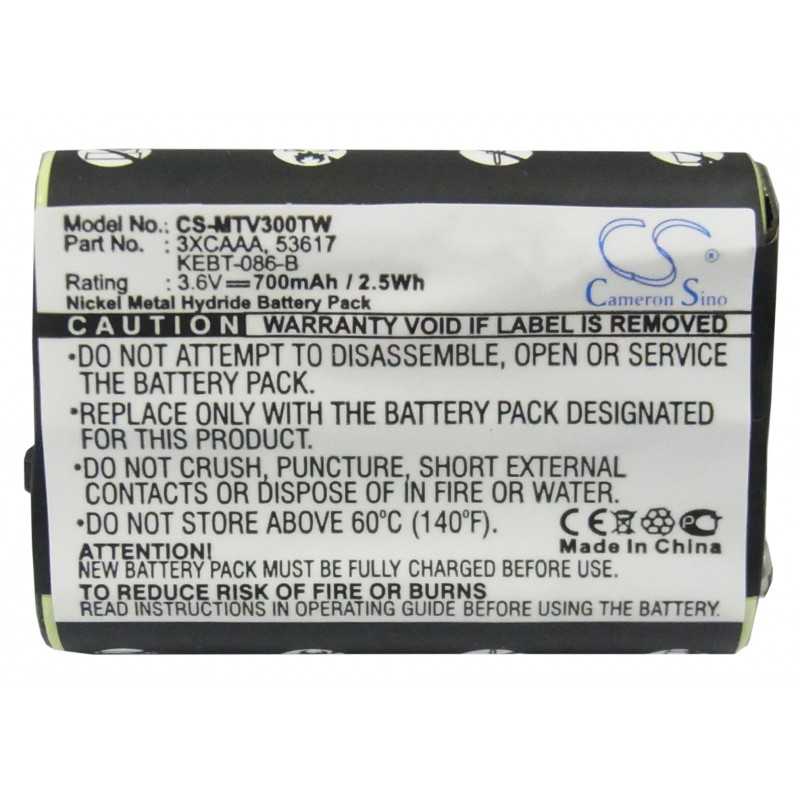 Model No.: CS-MTV300TW
Part No. : 3XCAAA, 53617
KEBT-086-B
Rating : 3.6V⎓700mAh / 2.5Wh
Nickel Metal Hydride Battery Pack
CS
Cameron Sino
CAUTION WARRANTY VOID IF LABEL IS REMOVED
•DO NOT ATTEMPT TO DISASSEMBLE, OPEN OR SERVICE
THE BATTERY PACK.
•REPLACE ONLY WITH THE BATTERY PACK DESIGNATED
FOR THIS PRODUCT.
•DO NOT CRUSH, PUNCTURE, SHORT EXTERNAL
CONTACTS OR DISPOSE OF IN FIRE OR WATER.
•DO NOT STORE ABOVE 60°C (140°F).
CE PC
Made In China
ATTENTION!
NEW BATTERY PACK MUST BE FULLY CHARGED BEFORE USE
TO REDUCE RISK OF FIRE OR BURNS
READ INSTRUCTIONS IN OPERATING GUIDE BEFORE USING THE BATTERY.